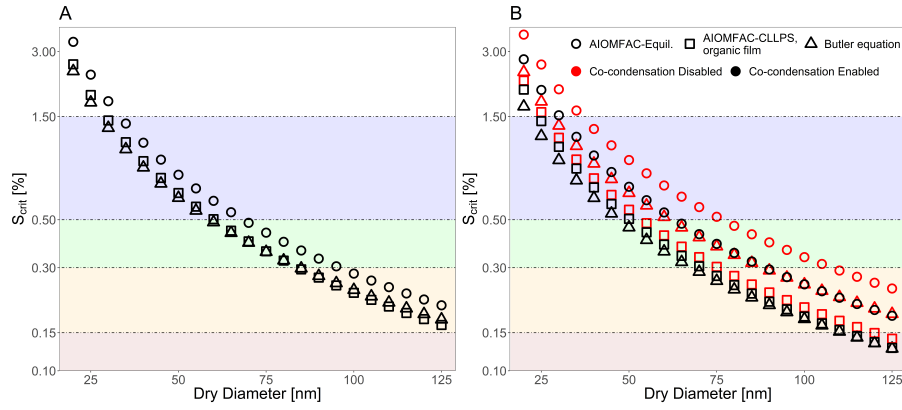 A
S_crit [%]
3.00
1.50
0.50
0.30
0.15
0.10
25
50
75
100
125
Dry Diameter [nm]
B
AIOMFAC-Equil.
AIOMFAC-CLLPS,
organic film
Butler equation
Co-condensation Disabled
Co-condensation Enabled
S_crit [%]
3.00
1.50
0.50
0.30
0.15
0.10
25
50
75
100
125
Dry Diameter [nm]